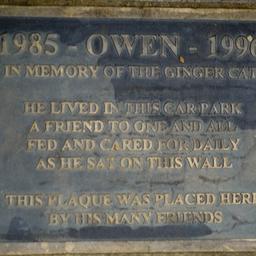 1985 - OWEN - 1996
IN MEMORY OF THE GINGER CAT
HE LIVED IN THIS CAR PARK
A FRIEND TO ONE AND ALL
FED AND CARED FOR DAILY
AS HE SAT ON THIS WALL
THIS PLAQUE WAS PLACED HERE
BY HIS MANY FRIENDS